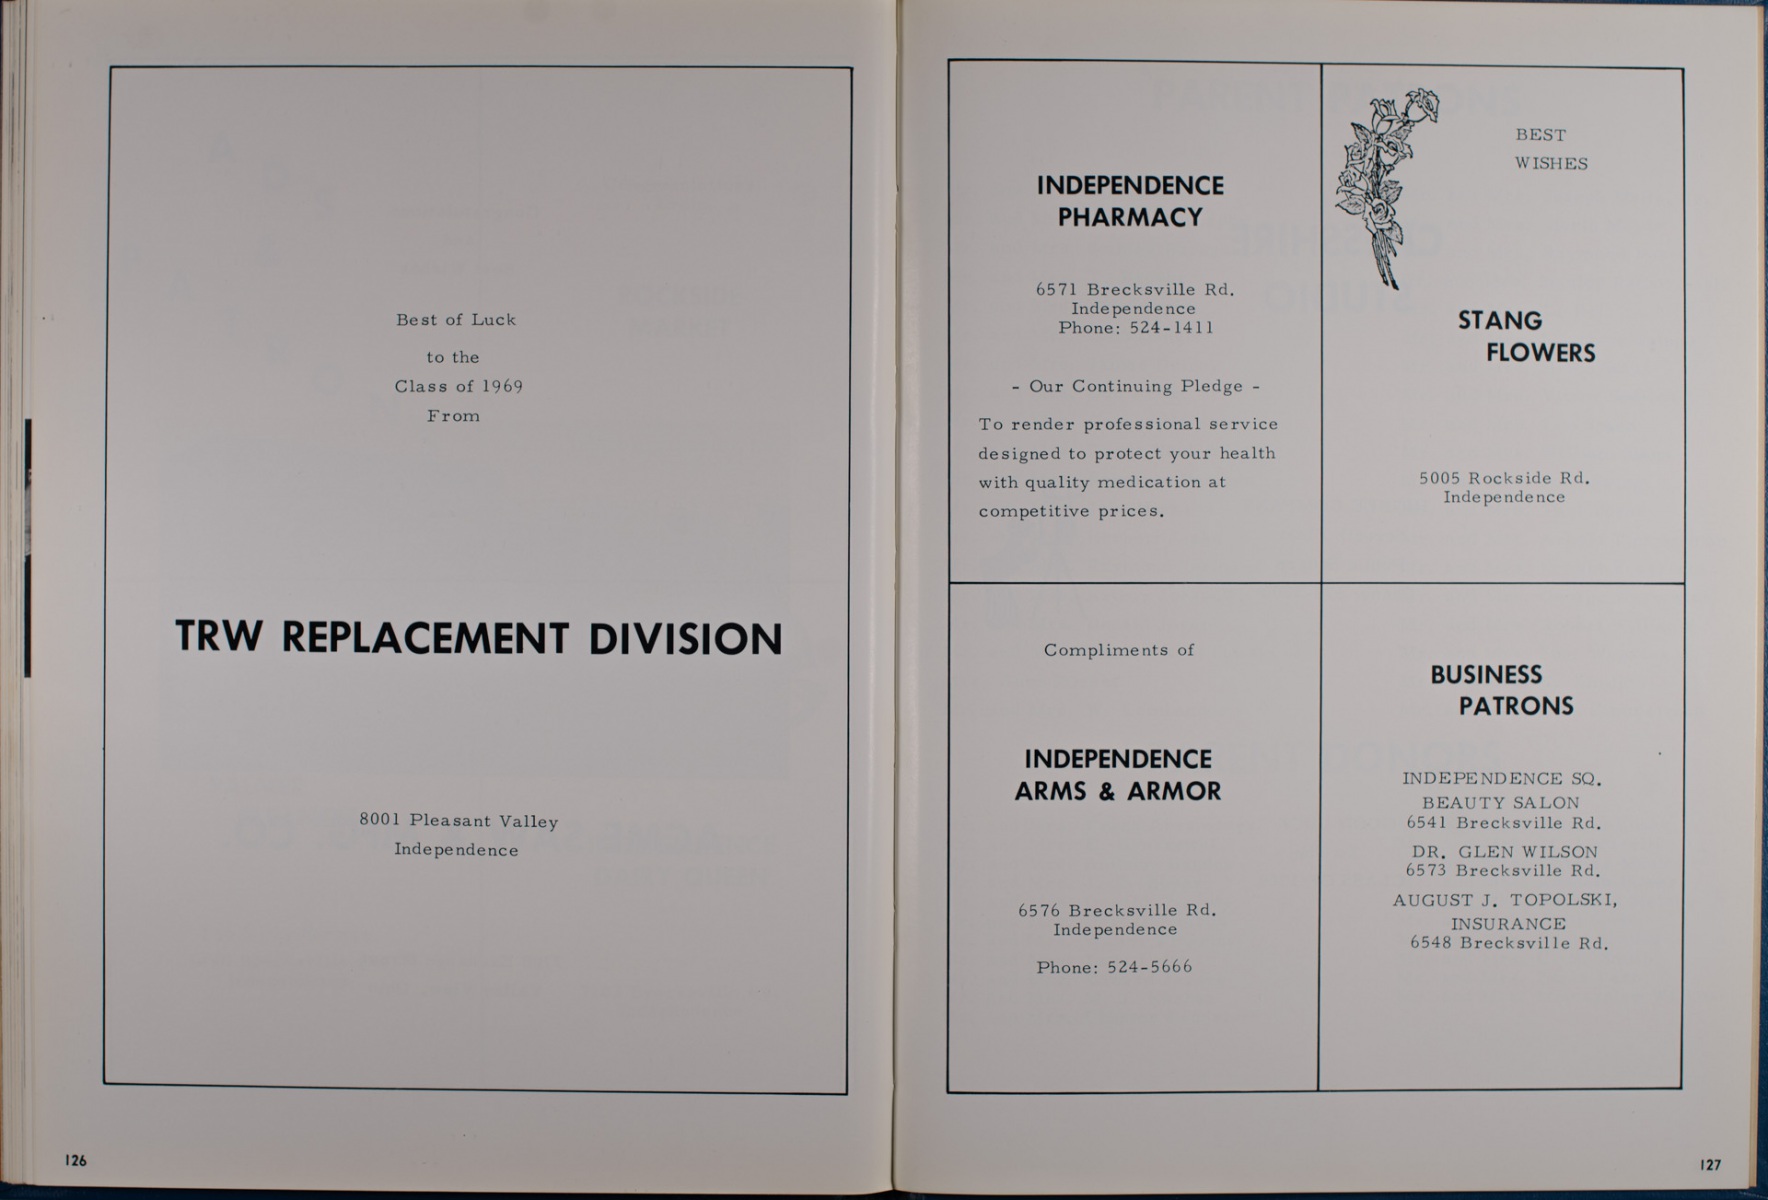 Best of Luck
to the
Class of 1969
From
TRW REPLACEMENT DIVISION
8001 Pleasant Valley
Independence
126
INDEPENDENCE
PHARMACY
6571 Brecksville Rd.
Independence
Phone: 524-1411
- Our Continuing Pledge -
To render professional service
designed to protect your health
with quality medication at
competitive prices.
BEST
WISHES
STANG
FLOWERS
5005 Rockside Rd.
Independence
Compliments of
INDEPENDENCE
ARMS & ARMOR
6576 Brecksville Rd.
Independence
Phone: 524-5666
BUSINESS
PATRONS
INDEPENDENCE SQ.
BEAUTY SALON
6541 Brecksville Rd.
DR. GLEN WILSON
6573 Brecksville Rd.
AUGUST J. TOPOLSKI,
INSURANCE
6548 Brecksville Rd.
127